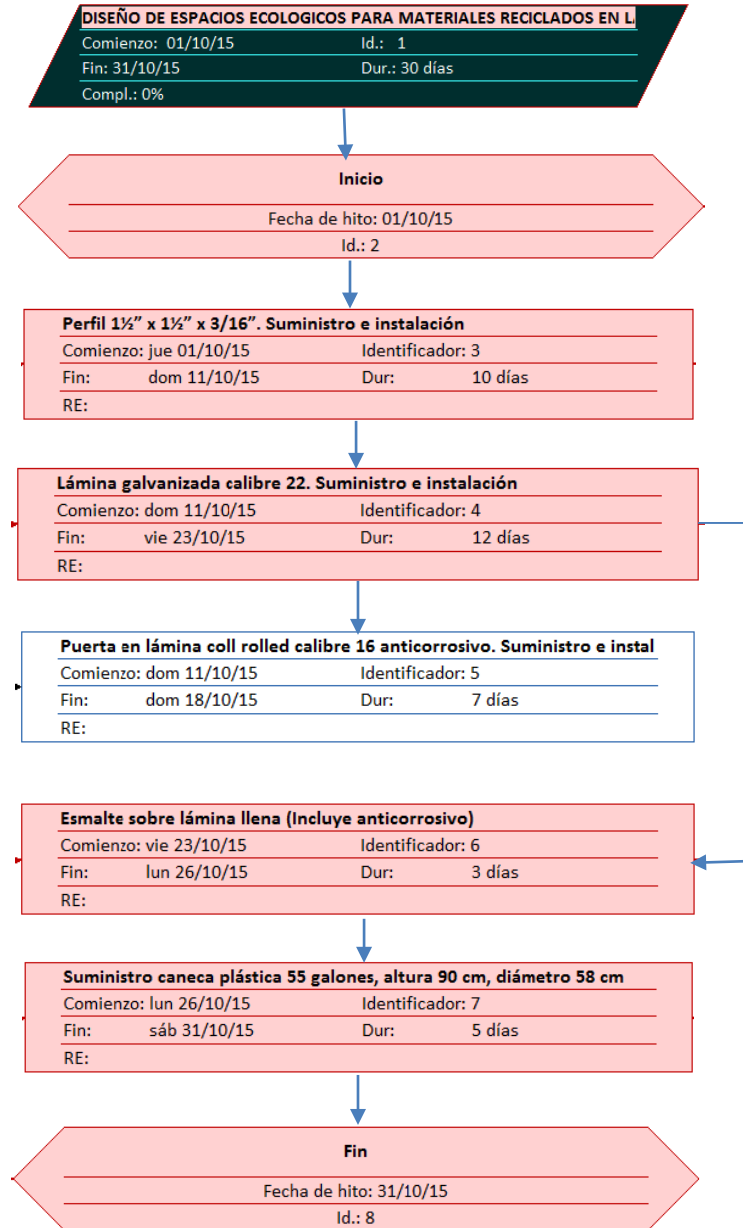 DISEÑO DE ESPACIOS ECOLOGICOS PARA MATERIALES RECICLADOS EN L
Comienzo: 01/10/15 Id.: 1
Fin: 31/10/15 Dur.: 30 días
Compl.: 0%
Inicio
Fecha de hito: 01/10/15
Id.: 2
Perfil 1½” x 1½” x 3/16”. Suministro e instalación
Comienzo: jue 01/10/15 Identificador: 3
Fin: dom 11/10/15 Dur: 10 días
RE:
Lámina galvanizada calibre 22. Suministro e instalación
Comienzo: dom 11/10/15 Identificador: 4
Fin: vie 23/10/15 Dur: 12 días
RE:
Puerta en lámina coll rolled calibre 16 anticorrosivo. Suministro e instal
Comienzo: dom 11/10/15 Identificador: 5
Fin: dom 18/10/15 Dur: 7 días
RE:
Esmalte sobre lámina llena (Incluye anticorrosivo)
Comienzo: vie 23/10/15 Identificador: 6
Fin: lun 26/10/15 Dur: 3 días
RE:
Suministro caneca plástica 55 galones, altura 90 cm, diámetro 58 cm
Comienzo: lun 26/10/15 Identificador: 7
Fin: sáb 31/10/15 Dur: 5 días
RE:
Fin
Fecha de hito: 31/10/15
Id.: 8